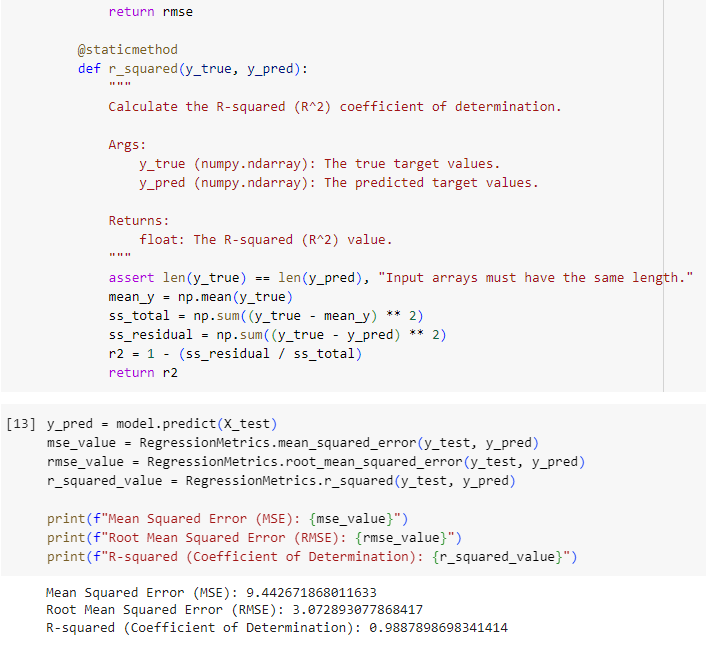 return rmse
@staticmethod
def r_squared(y_true, y_pred):
"""
Calculate the R-squared (R^2) coefficient of determination.
Args:
y_true (numpy.ndarray): The true target values.
y_pred (numpy.ndarray): The predicted target values.
Returns:
float: The R-squared (R^2) value.
"""
assert len(y_true) == len(y_pred), "Input arrays must have the same length."
mean_y = np.mean(y_true)
ss_total = np.sum((y_true - mean_y) ** 2)
ss_residual = np.sum((y_true - y_pred) ** 2)
r2 = 1 - (ss_residual / ss_total)
return r2
[13] y_pred = model.predict(X_test)
mse_value = RegressionMetrics.mean_squared_error(y_test, y_pred)
rmse_value = RegressionMetrics.root_mean_squared_error(y_test, y_pred)
r_squared_value = RegressionMetrics.r_squared(y_test, y_pred)
print(f"Mean Squared Error (MSE): {mse_value}")
print(f"Root Mean Squared Error (RMSE): {rmse_value}")
print(f"R-squared (Coefficient of Determination): {r_squared_value}")
Mean Squared Error (MSE): 9.442671868011633
Root Mean Squared Error (RMSE): 3.072893077868417
R-squared (Coefficient of Determination): 0.9887898698341414